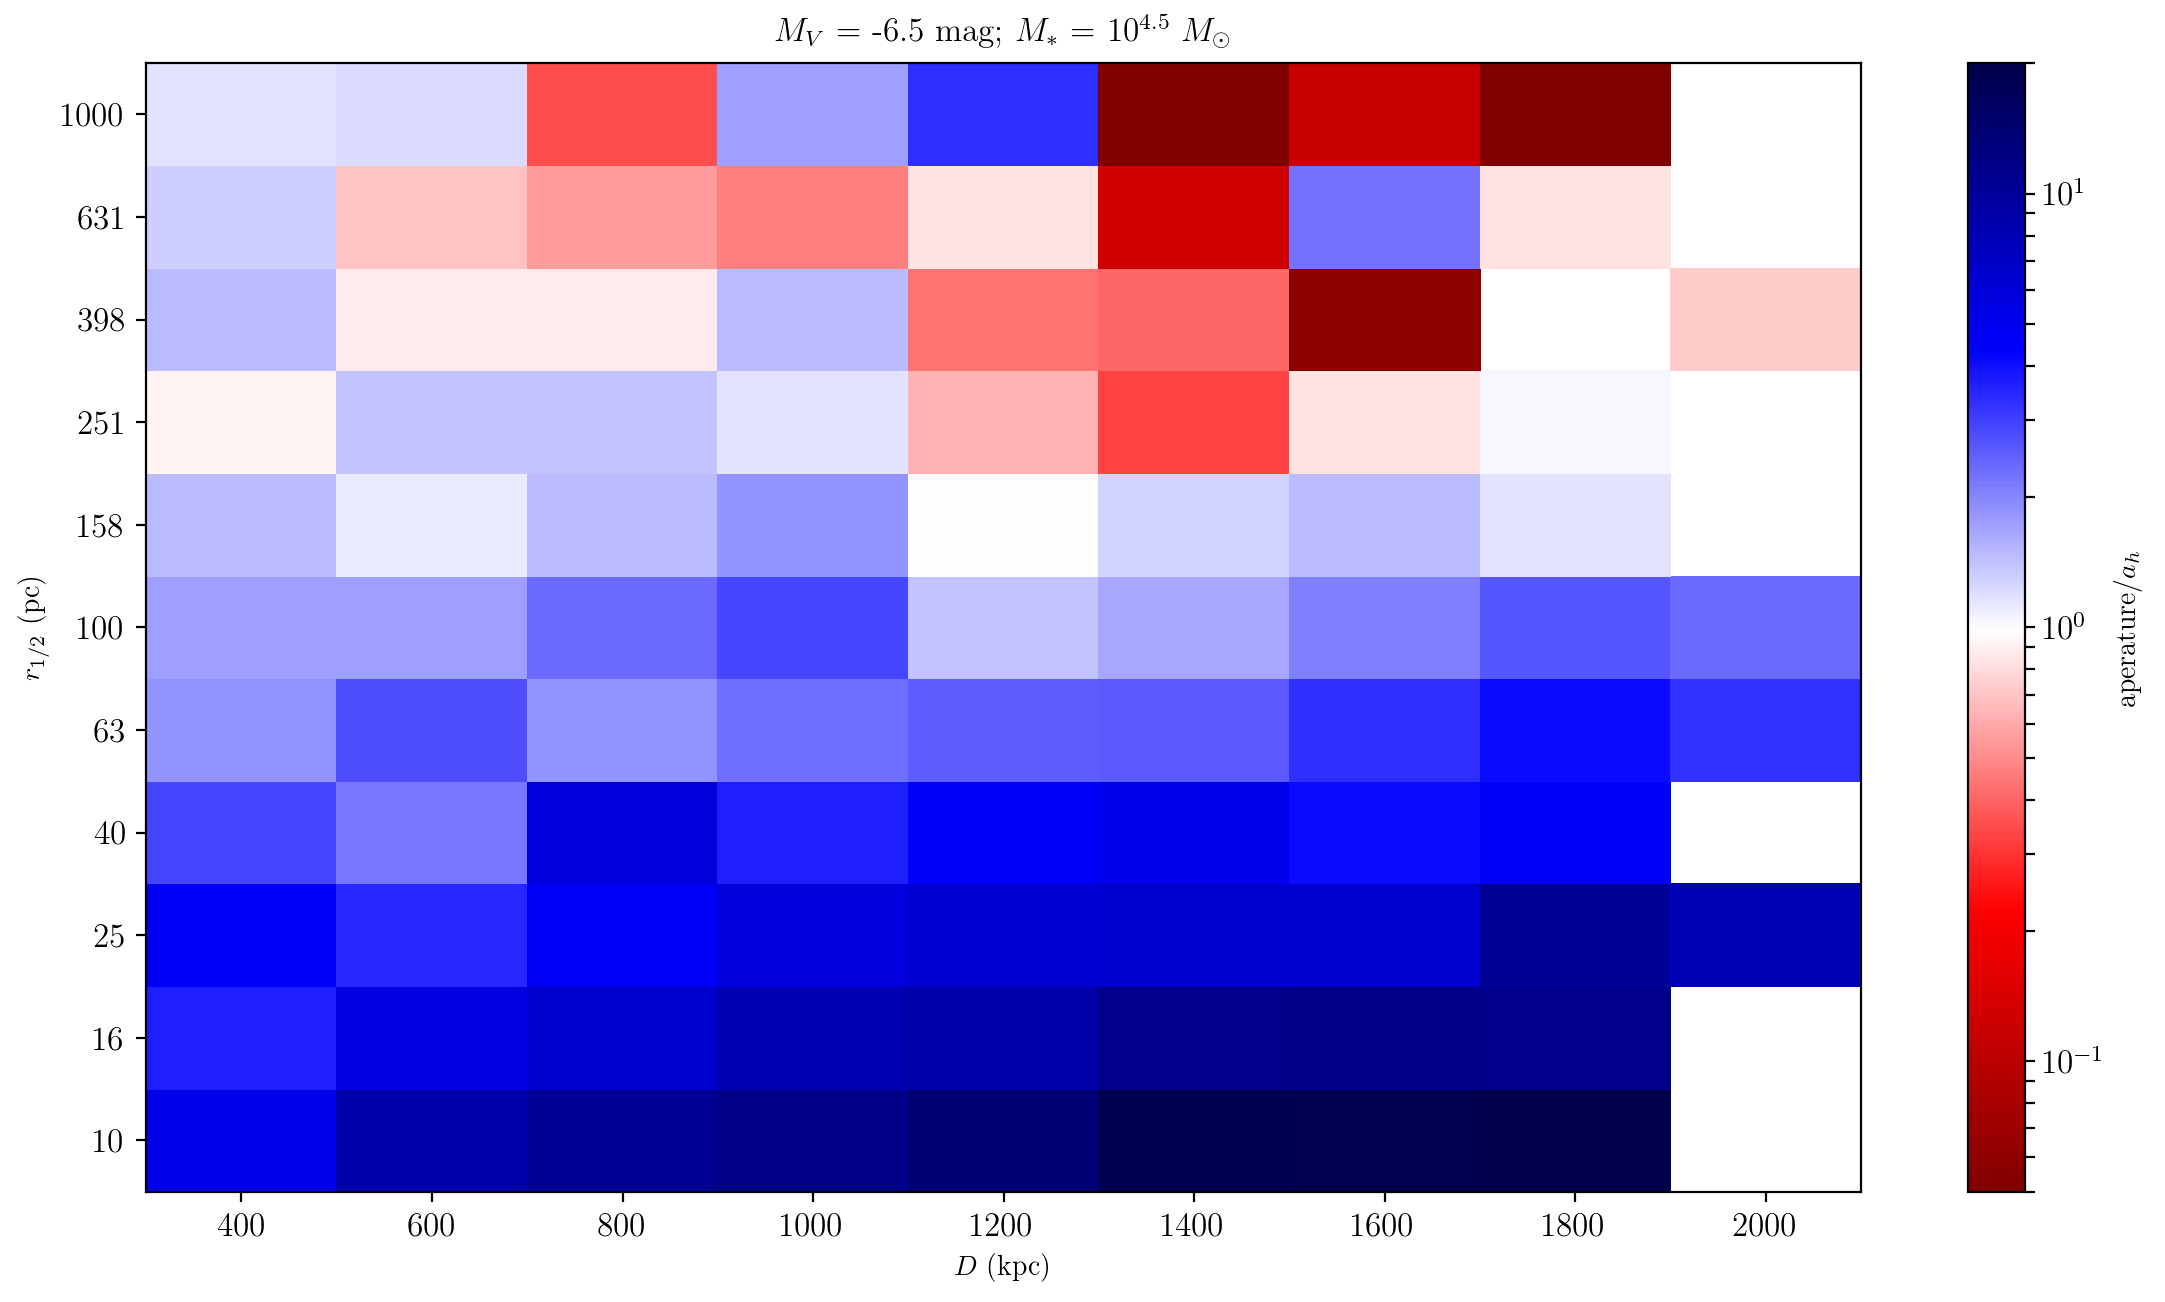 M_V = -6.5 mag; M_* = 10^{4.5} M_⊙
r_{1/2} (pc)
1000
631
398
251
158
100
63
40
25
16
10
400 600 800 1000 1200 1400 1600 1800 2000
D (kpc)
10^1
10^0
10^{-1}
aperature/a_h